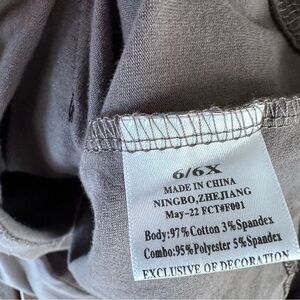 6/6X
MADE IN CHINA
NINGBO,ZHEJIANG
May-22 FCT#F001
Body:97%Cotton 3%Spandex
Combo:95%Polyester 5%Spandex
EXCLUSIVE OF DECORATION